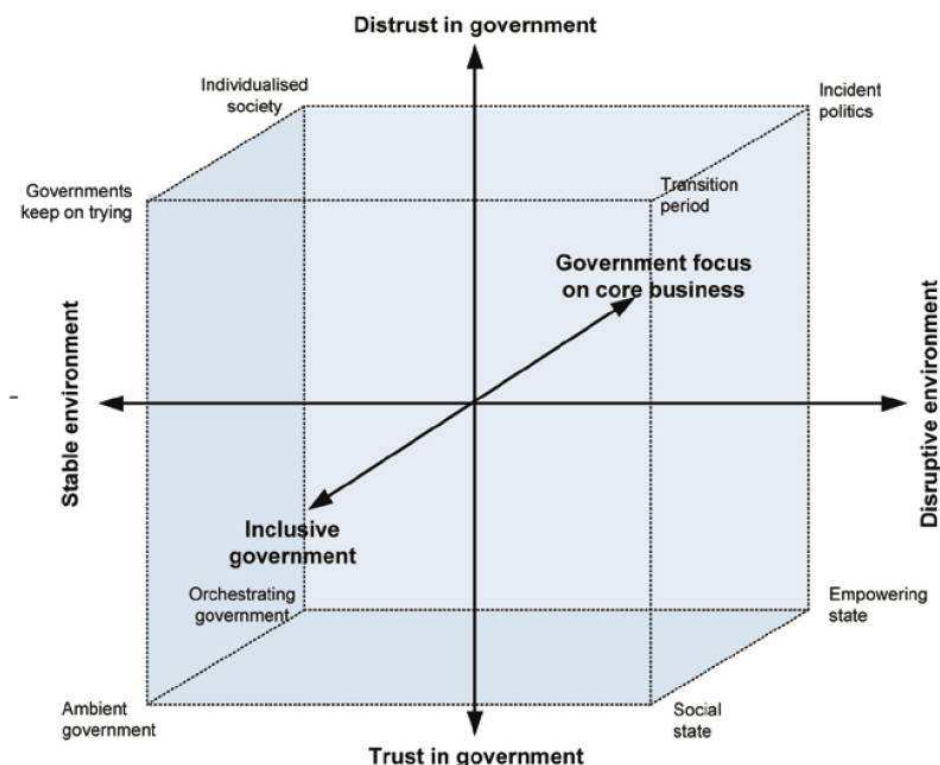 Distrust in government
Individualised
society
Incident
politics
Governments
keep on trying
Transition
period
Government focus
on core business
Stable environment
Disruptive environment
Inclusive
government
Orchestrating
government
Empowering
state
Ambient
government
Social
state
Trust in government